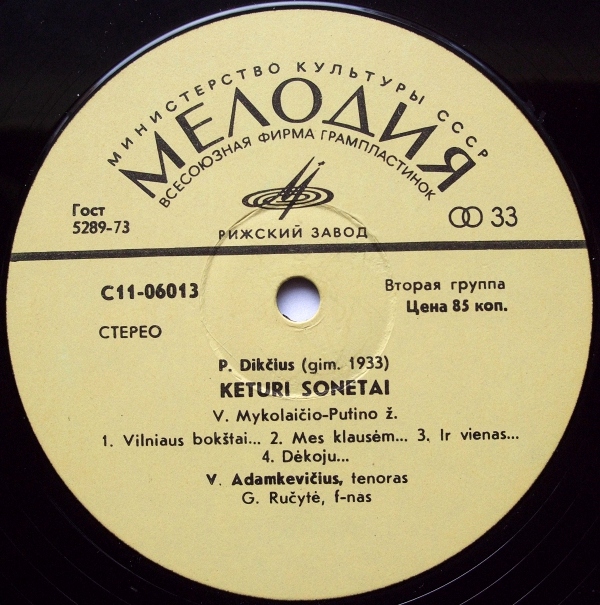 МИНИСТЕРСТВО КУЛЬТУРЫ СССР
МЕЛОДИЯ
ВСЕСОЮЗНАЯ ФИРМА ГРАМПЛАСТИНОК
РИЖСКИЙ ЗАВОД
Гост
5289-73
33
С11-06013
Вторая группа
Цена 85 коп.
СТЕРЕО
P. Dikčius (gim. 1933)
KETURI SONETAI
V. Mykolaičio-Putino ž.
1. Vilniaus bokštai... 2. Mes klausėm... 3. Ir vienas...
4. Dėkoju...
V. Adamkevičius, tenoras
G. Ručytė, f-nas